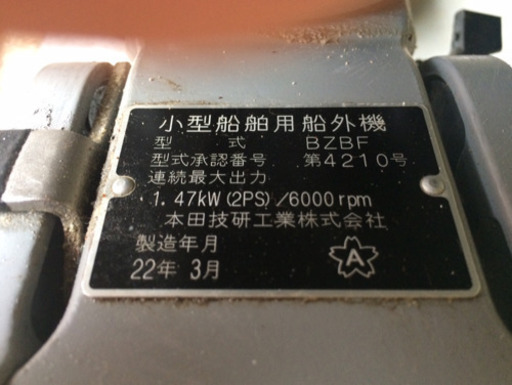 小型船舶用船外機
型 式 BZBF
型式承認番号 第4210号
連続最大出力
1.47kW(2PS)/6000rpm
本田技研工業株式会社
製造年月
22年 3月
A